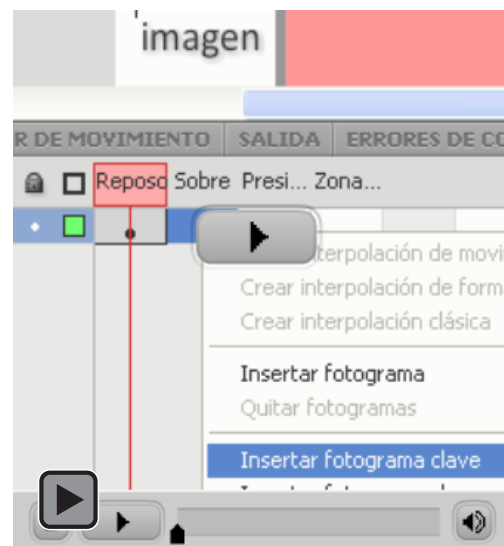 imagen
R DE MOVIMIENTO SALIDA ERRORES DE CO
Reposo Sobre Presi... Zona...
terpolación de movi
Crear interpolación de form
Crear interpolación clásica
Insertar fotograma
Quitar fotogramas
Insertar fotograma clave